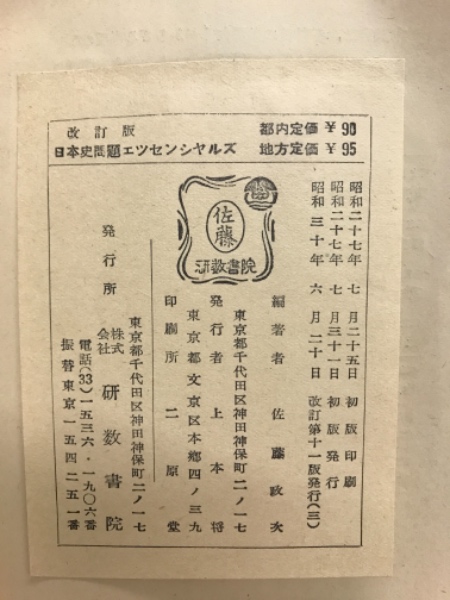 改訂版
日本史問題エツセンシヤルズ
都内定価 ¥ 90
地方定価 ¥ 95
佐藤
研数書院
昭和二十七年 七月二十五日 初版印刷
昭和二十七年 七月三十一日 初版発行
昭和三十年 六月二十日 改訂第十一版発行(三)
編著者 佐藤政次
東京都千代田区神田神保町二ノ一七
発行者 上本将
東京都文京区本郷四ノ三九
印刷所 二原堂
東京都千代田区神田神保町二ノ一七
発行所 株式会社 研数書院
電話(33)一五三六・一九〇六番
振替東京一五四二五一番